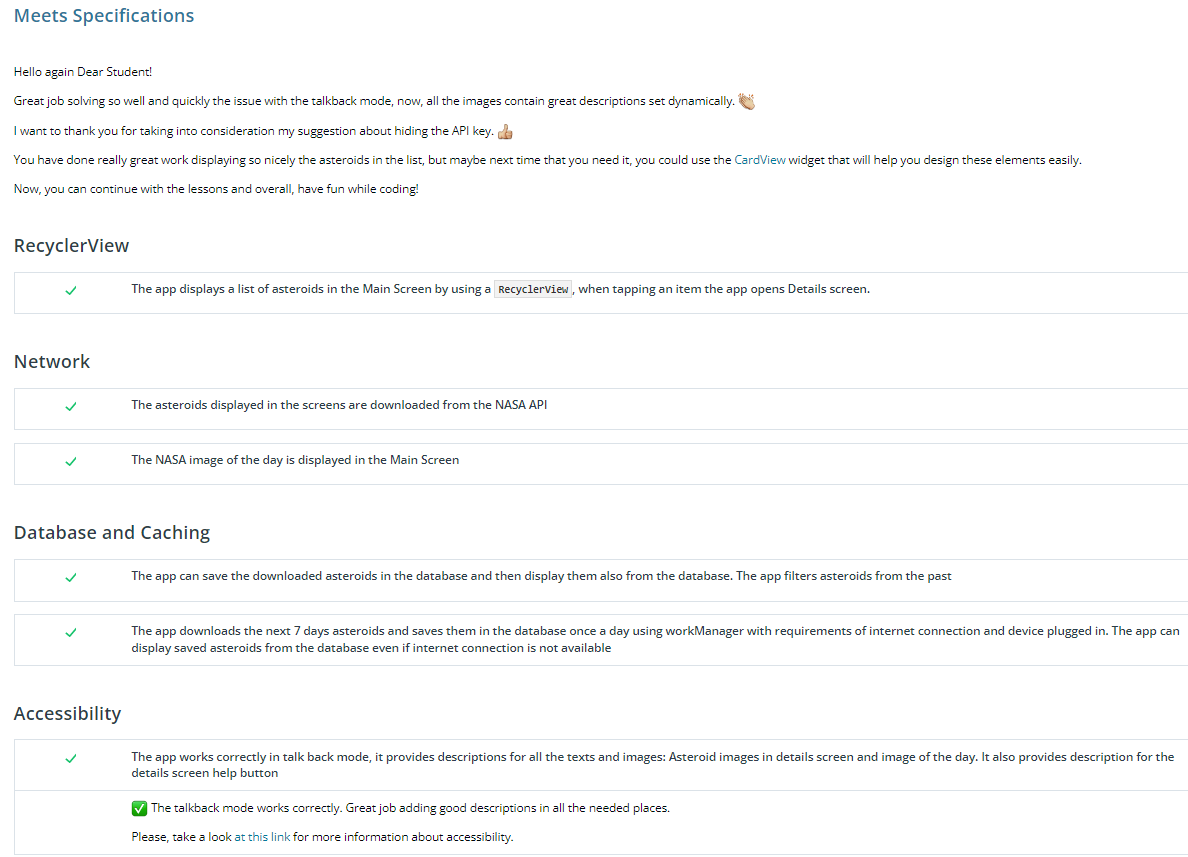 Meets Specifications
Hello again Dear Student!
Great job solving so well and quickly the issue with the talkback mode, now, all the images contain great descriptions set dynamically. 👏🏼
I want to thank you for taking into consideration my suggestion about hiding the API key. 👍🏼
You have done really great work displaying so nicely the asteroids in the list, but maybe next time that you need it, you could use the CardView widget that will help you design these elements easily.
Now, you can continue with the lessons and overall, have fun while coding!
RecyclerView
The app displays a list of asteroids in the Main Screen by using a RecyclerView, when tapping an item the app opens Details screen.
Network
The asteroids displayed in the screens are downloaded from the NASA API
The NASA image of the day is displayed in the Main Screen
Database and Caching
The app can save the downloaded asteroids in the database and then display them also from the database. The app filters asteroids from the past
The app downloads the next 7 days asteroids and saves them in the database once a day using workManager with requirements of internet connection and device plugged in. The app can
display saved asteroids from the database even if internet connection is not available
Accessibility
The app works correctly in talk back mode, it provides descriptions for all the texts and images: Asteroid images in details screen and image of the day. It also provides description for the
details screen help button
✅ The talkback mode works correctly. Great job adding good descriptions in all the needed places.
Please, take a look at this link for more information about accessibility.